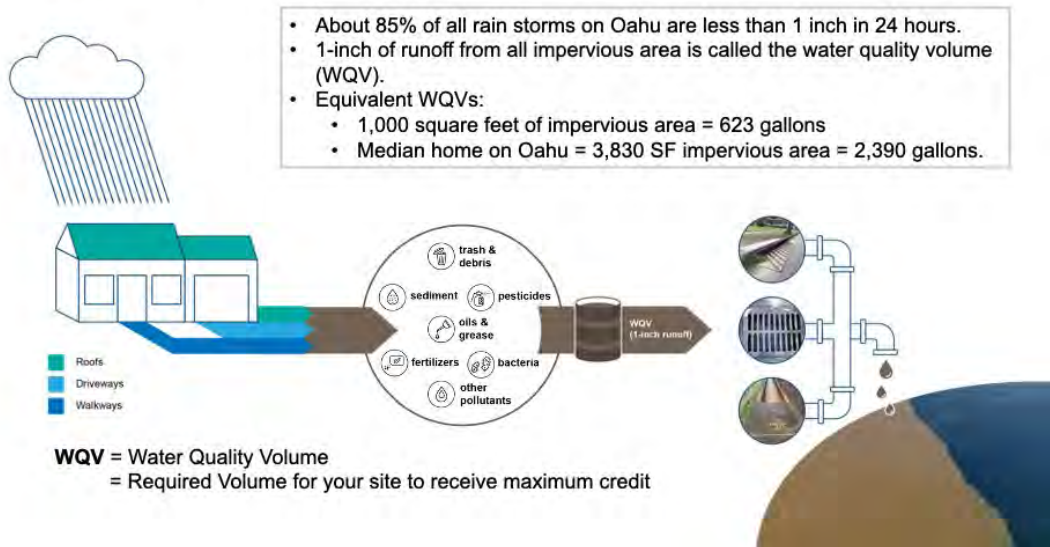 • About 85% of all rain storms on Oahu are less than 1 inch in 24 hours.
• 1-inch of runoff from all impervious area is called the water quality volume
(WQV).
• Equivalent WQVs:
• 1,000 square feet of impervious area = 623 gallons
• Median home on Oahu = 3,830 SF impervious area = 2,390 gallons.
trash &
debris
sediment
pesticides
oils &
grease
fertilizers
bacteria
other
pollutants
WQV
(1-inch runoff)
Roofs
Driveways
Walkways
WQV = Water Quality Volume
= Required Volume for your site to receive maximum credit